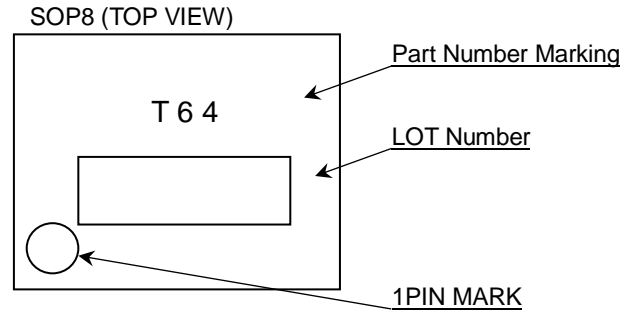 SOP8 (TOP VIEW)
Part Number Marking
T 6 4
LOT Number
1PIN MARK